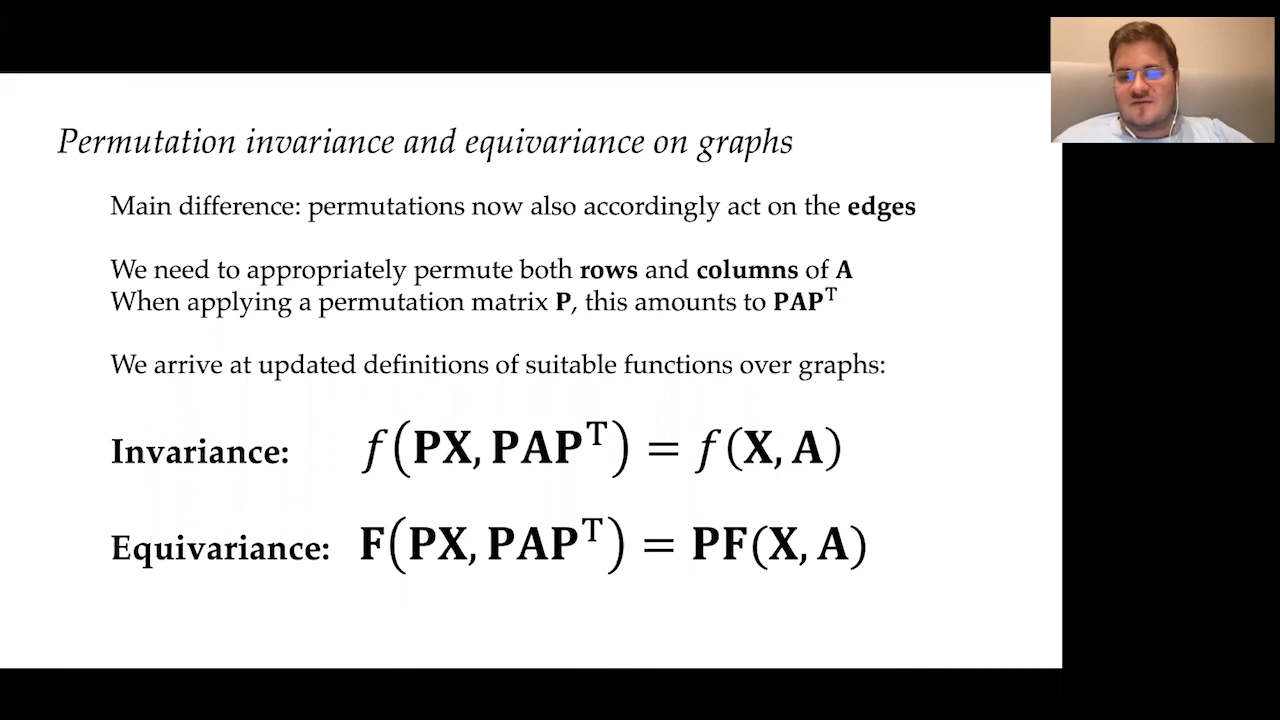 Permutation invariance and equivariance on graphs
Main difference: permutations now also accordingly act on the edges
We need to appropriately permute both rows and columns of A
When applying a permutation matrix P, this amounts to PAPᵀ
We arrive at updated definitions of suitable functions over graphs:
Invariance: f(PX, PAPᵀ) = f(X, A)
Equivariance: F(PX, PAPᵀ) = PF(X, A)